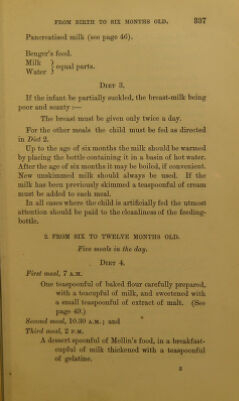 FROM BIRTH TO SIX MONTHS OLD. 337
Pancreatised milk (see page 46).
Benger's food.
Milk } equal parts.
Water
DIET 3.
If the infant be partially suckled, the breast-milk being
poor and scanty :—
The breast must be given only twice a day.
For the other meals the child must be fed as directed
in Diet 2.
Up to the age of six months the milk should be warmed
by placing the bottle containing it in a basin of hot water.
After the age of six months it may be boiled, if convenient.
New unskimmed milk should always be used. If the
milk has been previously skimmed a teaspoonful of cream
must be added to each meal.
In all cases where the child is artificially fed the utmost
attention should be paid to the cleanliness of the feeding-
bottle.
2. FROM SIX TO TWELVE MONTHS OLD.
Five meals in the day.
DIET 4.
First meal, 7 A.M.
One teaspoonful of baked flour carefully prepared,
with a teacupful of milk, and sweetened with
a small teaspoonful of extract of malt. (See
page 49.)
Second meal, 10.30 A.M.; and
Third meal, 2 P.M.
A dessert spoonful of Mellin's food, in a breakfast-
cupful of milk thickened with a teaspoonful
of gelatine.